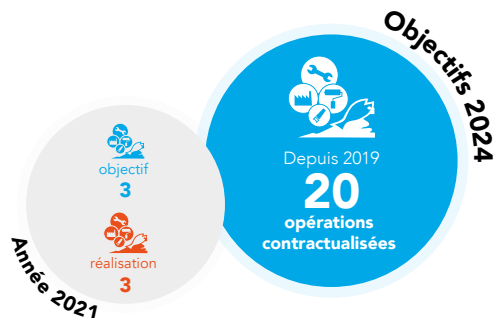 Année 2021
objectif
3
réalisation
3
Objectifs 2024
Depuis 2019
20
opérations
contractualisées